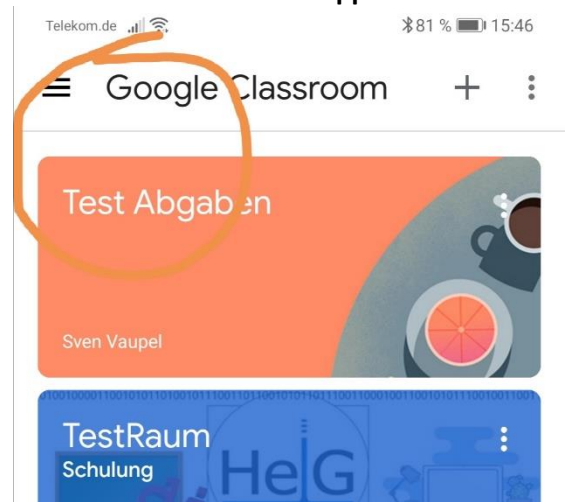 Telekom.de 81 % 15:46
Google Classroom
Test Abgaben
Sven Vaupel
TestRaum
Schulung
HeLG